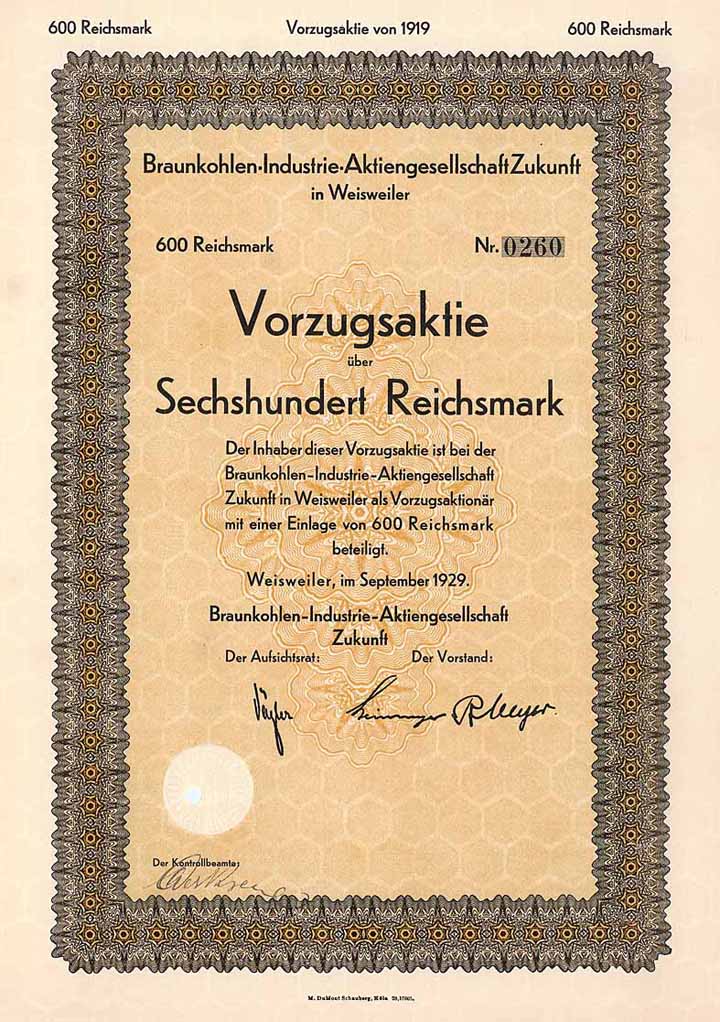 600 Reichsmark Vorzugsaktie von 1919 600 Reichsmark
Braunkohlen-Industrie-Aktiengesellschaft Zukunft
in Weisweiler
600 Reichsmark Nr. 0260
Vorzugsaktie
über
Sechshundert Reichsmark
Der Inhaber dieser Vorzugsaktie ist bei der
Braunkohlen-Industrie-Aktiengesellschaft
Zukunft in Weisweiler als Vorzugsaktionär
mit einer Einlage von 600 Reichsmark
beteiligt.
Weisweiler, im September 1929.
Braunkohlen-Industrie-Aktiengesellschaft
Zukunft
Der Aufsichtsrat: Der Vorstand:
Vögler R Meyer.
Der Kontrollbeamte:
M. DuMont Schauberg, Köln